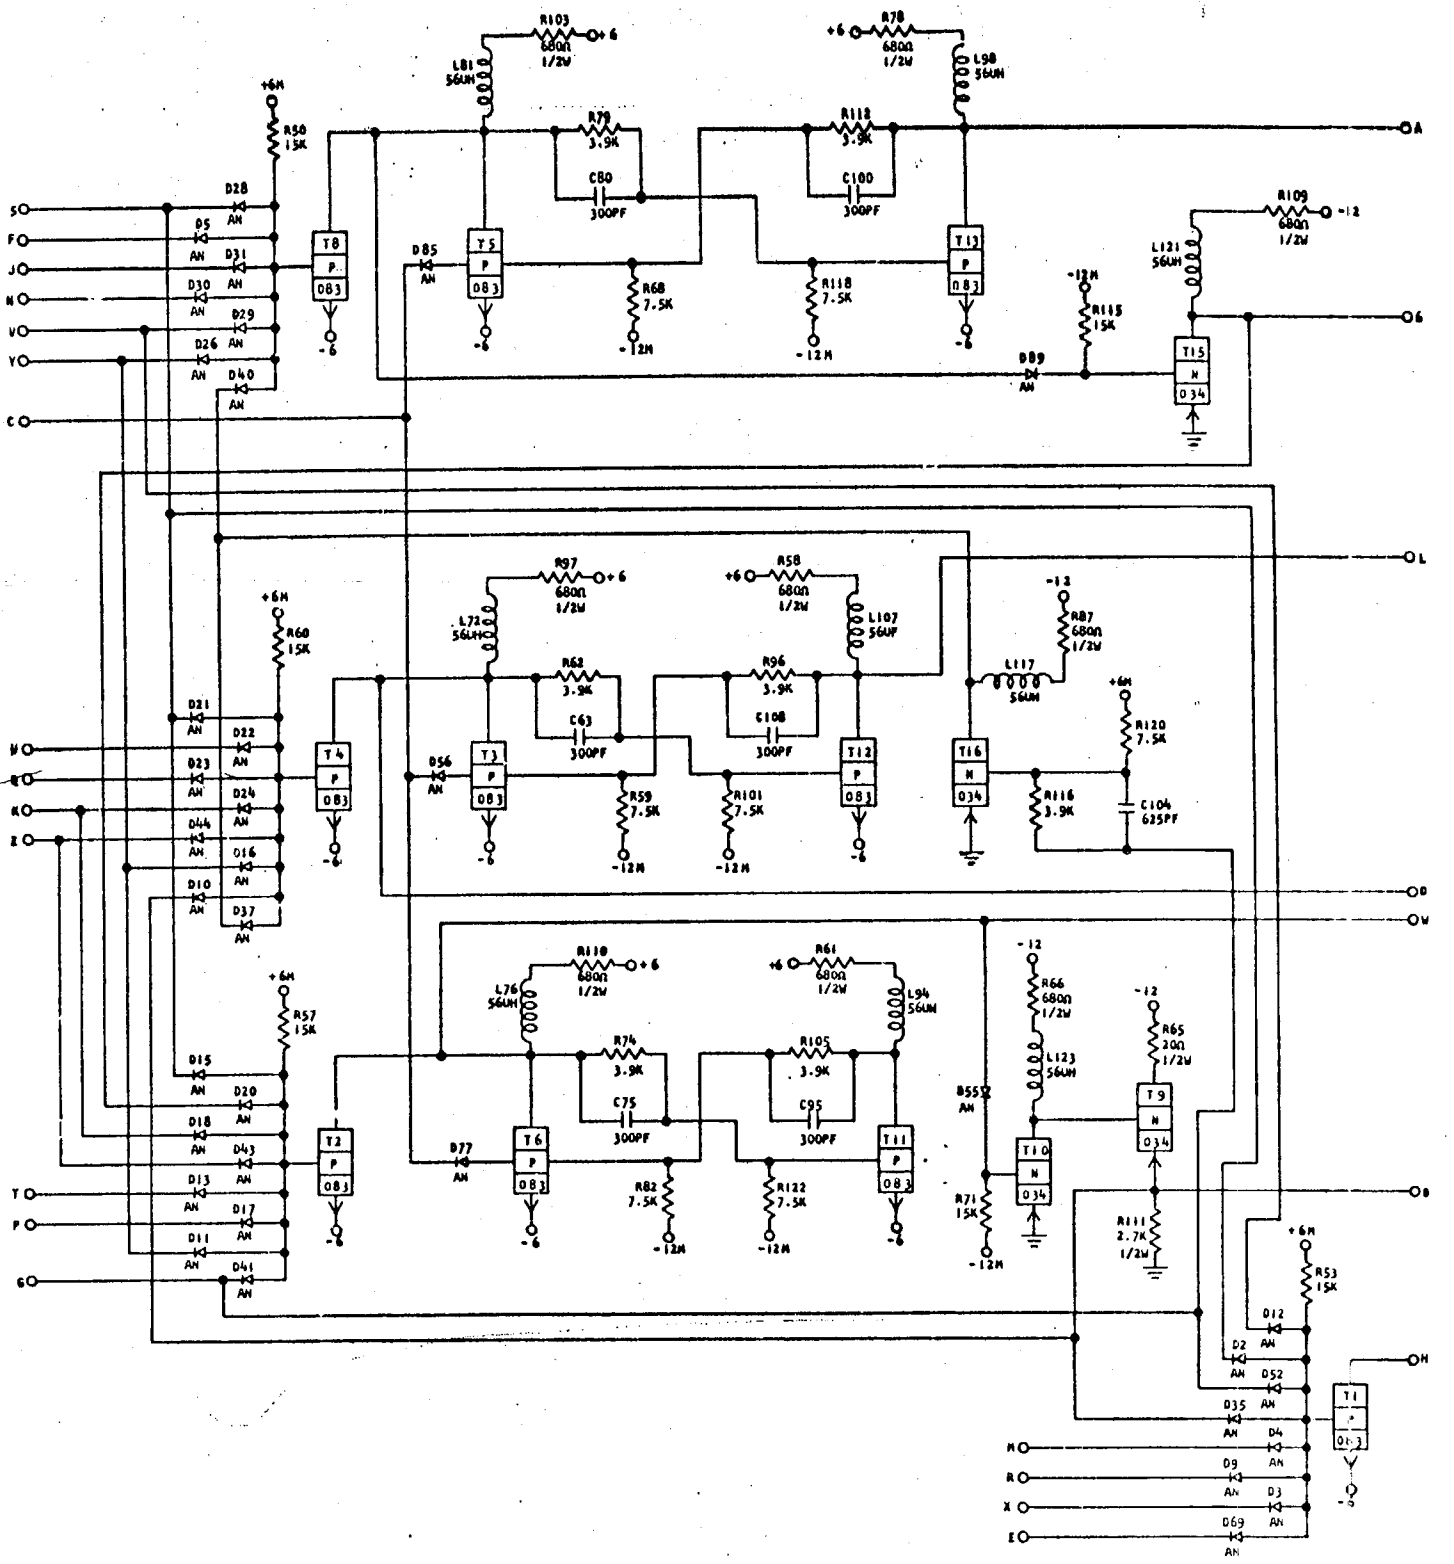 R103
680Ω
1/2W
+6
L81
56UH
+6
R78
680Ω
1/2W
L98
56UH
+6M
R50
15K
R79
3.9K
C80
300PF
R112
3.9K
C100
300PF
A
S
D28
AN
F
D5
AN
J
D31
AN
N
D30
AN
V
D29
AN
Y
D26
AN
D40
AN
C
T8
P
083
-6
D85
AN
T5
P
083
-6
R68
7.5K
-12M
R118
7.5K
-12M
T13
P
083
-6
R109
680Ω
1/2W
-12
L121
56UH
-12M
R115
15K
D89
AN
T15
N
034
G
R97
680Ω
1/2W
+6
L72
56UH
+6
R58
680Ω
1/2W
L107
56UF
L
-12
R87
680Ω
1/2W
L117
56UH
+6M
R60
15K
R62
3.9K
C63
300PF
R96
3.9K
C108
300PF
+6M
R120
7.5K
D21
AN
D22
AN
D23
AN
K
D24
AN
D44
AN
D16
AN
D10
AN
D37
AN
T4
P
083
-6
D56
AN
T3
P
083
-6
R59
7.5K
-12M
R101
7.5K
-12M
T12
P
083
-6
T16
N
034
R116
3.9K
C104
625PF
W
R110
680Ω
1/2W
+6
L76
56UH
+6
R61
680Ω
1/2W
L94
56UH
-12
R66
680Ω
1/2W
L123
56UH
-12
R65
20Ω
1/2W
+6M
R57
15K
R74
3.9K
C75
300PF
R105
3.9K
C95
300PF
D55
AN
D15
AN
D20
AN
D18
AN
D43
AN
T
D13
AN
P
D17
AN
D11
AN
D41
AN
T2
P
083
-6
D77
AN
T6
P
083
-6
R82
7.5K
-12M
R122
7.5K
-12M
T11
P
083
-6
R71
15K
-12M
T10
N
034
T9
N
034
R111
2.7K
1/2W
+6M
R53
15K
D12
AN
D2
AN
D52
AN
D35
AN
M
D4
AN
R
D9
AN
X
D3
AN
D69
AN
T1
P
083
-6
H